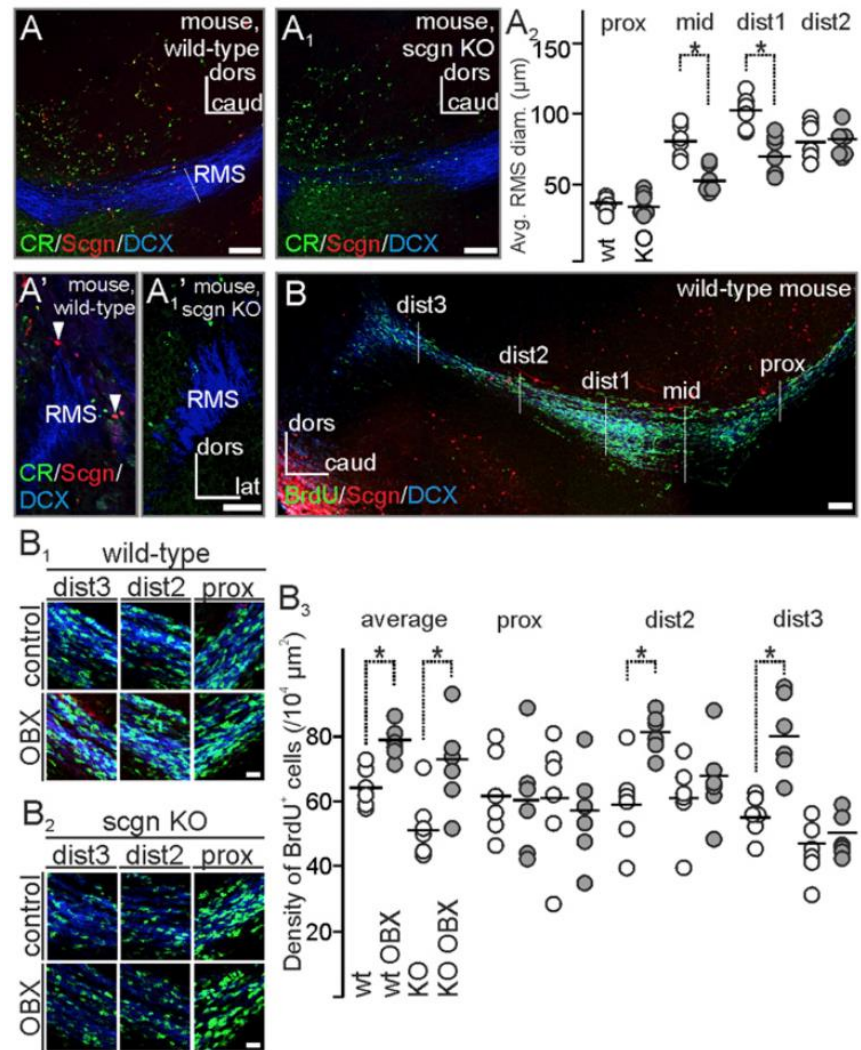 A
mouse,
wild-type
dors
caud
RMS
CR/Scgn/DCX
A1
mouse,
scgn KO
dors
caud
CR/Scgn/DCX
A2
prox mid dist1 dist2
* *
Avg. RMS diam. (µm)
150
100
50
wt
KO
A'
mouse,
wild-type
RMS
CR/Scgn/
DCX
A1'
mouse,
scgn KO
RMS
dors
lat
B
wild-type mouse
dist3
dist2
dist1
mid
prox
dors
caud
BrdU/Scgn/DCX
B1
wild-type
dist3 dist2 prox
control
OBX
B2
scgn KO
dist3 dist2 prox
control
OBX
B3
average prox dist2 dist3
* * * *
Density of BrdU+ cells (/10⁴ µm²)
80
60
40
20
wt
wt OBX
KO
KO OBX